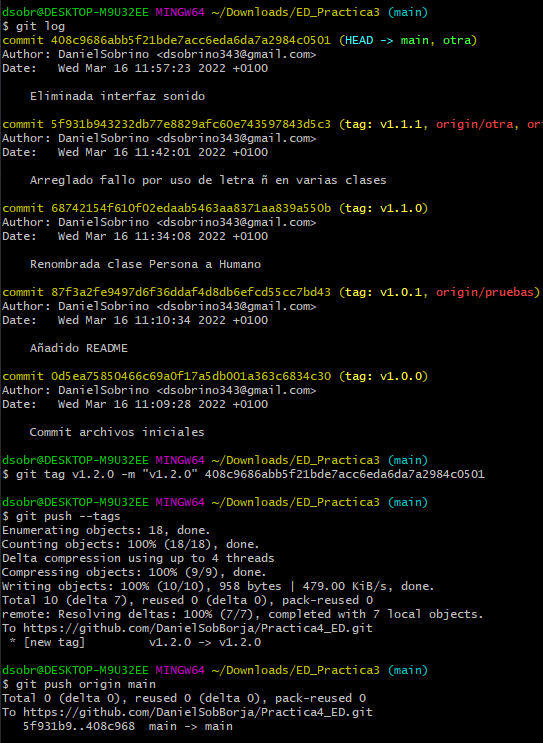 dsobr@DESKTOP-M9U32EE MINGW64 ~/Downloads/ED_Practica3 (main)
$ git log
commit 408c9686abb5f21bde7acc6eda6da7a2984c0501 (HEAD -> main, otra)
Author: DanielSobrino <dsobrino343@gmail.com>
Date:   Wed Mar 16 11:57:23 2022 +0100
Eliminada interfaz sonido
commit 5f931b943232db77e8829afc60e743597843d5c3 (tag: v1.1.1, origin/otra, or
Author: DanielSobrino <dsobrino343@gmail.com>
Date:   Wed Mar 16 11:42:01 2022 +0100
Arreglado fallo por uso de letra ñ en varias clases
commit 68742154f610f02edaab5463aa8371aa839a550b (tag: v1.1.0)
Author: DanielSobrino <dsobrino343@gmail.com>
Date:   Wed Mar 16 11:34:08 2022 +0100
Renombrada clase Persona a Humano
commit 87f3a2fe9497d6f36ddaf4d8db6efcd55cc7bd43 (tag: v1.0.1, origin/pruebas)
Author: DanielSobrino <dsobrino343@gmail.com>
Date:   Wed Mar 16 11:10:34 2022 +0100
Añadido README
commit 0d5ea75850466c69a0f17a5db001a363c6834c30 (tag: v1.0.0)
Author: DanielSobrino <dsobrino343@gmail.com>
Date:   Wed Mar 16 11:09:28 2022 +0100
Commit archivos iniciales
dsobr@DESKTOP-M9U32EE MINGW64 ~/Downloads/ED_Practica3 (main)
$ git tag v1.2.0 -m "v1.2.0" 408c9686abb5f21bde7acc6eda6da7a2984c0501
dsobr@DESKTOP-M9U32EE MINGW64 ~/Downloads/ED_Practica3 (main)
$ git push --tags
Enumerating objects: 18, done.
Counting objects: 100% (18/18), done.
Delta compression using up to 4 threads
Compressing objects: 100% (9/9), done.
Writing objects: 100% (10/10), 958 bytes | 479.00 KiB/s, done.
Total 10 (delta 7), reused 0 (delta 0), pack-reused 0
remote: Resolving deltas: 100% (7/7), completed with 7 local objects.
To https://github.com/DanielSobBorja/Practica4_ED.git
* [new tag]         v1.2.0 -> v1.2.0
dsobr@DESKTOP-M9U32EE MINGW64 ~/Downloads/ED_Practica3 (main)
$ git push origin main
Total 0 (delta 0), reused 0 (delta 0), pack-reused 0
To https://github.com/DanielSobBorja/Practica4_ED.git
5f931b9..408c968  main -> main